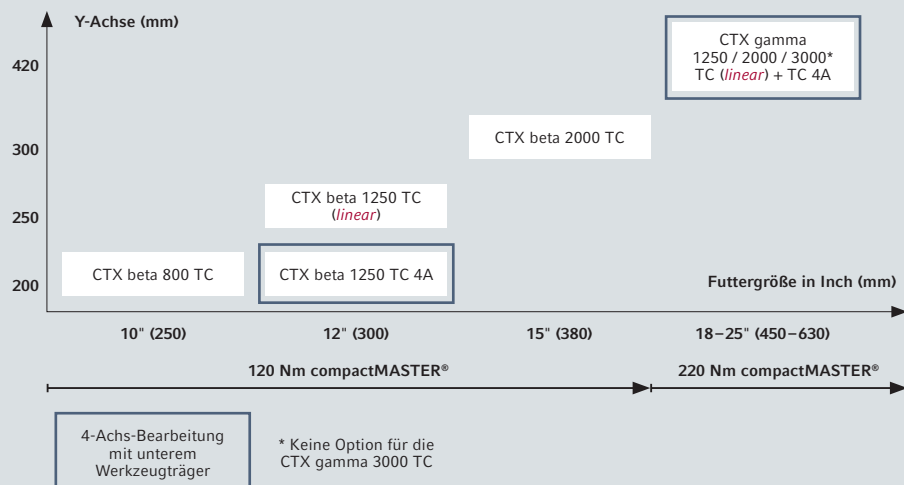 Y-Achse (mm)
420
300
250
200
CTX gamma
1250 / 2000 / 3000*
TC (linear) + TC 4A
CTX beta 2000 TC
CTX beta 1250 TC
(linear)
CTX beta 800 TC
CTX beta 1250 TC 4A
Futtergröße in Inch (mm)
10" (250)
12" (300)
15" (380)
18–25" (450–630)
120 Nm compactMASTER®
220 Nm compactMASTER®
4-Achs-Bearbeitung
mit unterem
Werkzeugträger
* Keine Option für die
CTX gamma 3000 TC